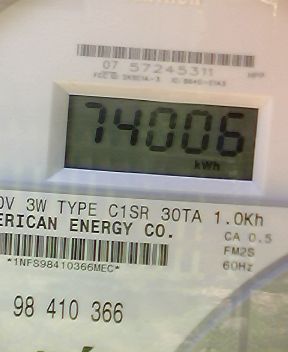 07 57245311 HPP
74006
kWh
0V 3W TYPE C1SR 30TA 1.0Kh
ERICAN ENERGY CO.
CA 0.5
FM2S
*1NFS98410366MEC*
60Hz
98 410 366